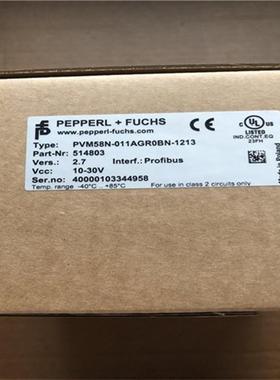 PEPPERL + FUCHS
www.pepperl-fuchs.com
Type: PVM58N-011AGR0BN-1213
Part-Nr: 514803
Vers.: 2.7 Interf.: Profibus
Vcc: 10-30V
Ser.no: 40000103344958
Temp. range -40°C .. +85°C
For use in class 2 circuits only
CE
C UL US LISTED
IND.CONT.EQ
23FH